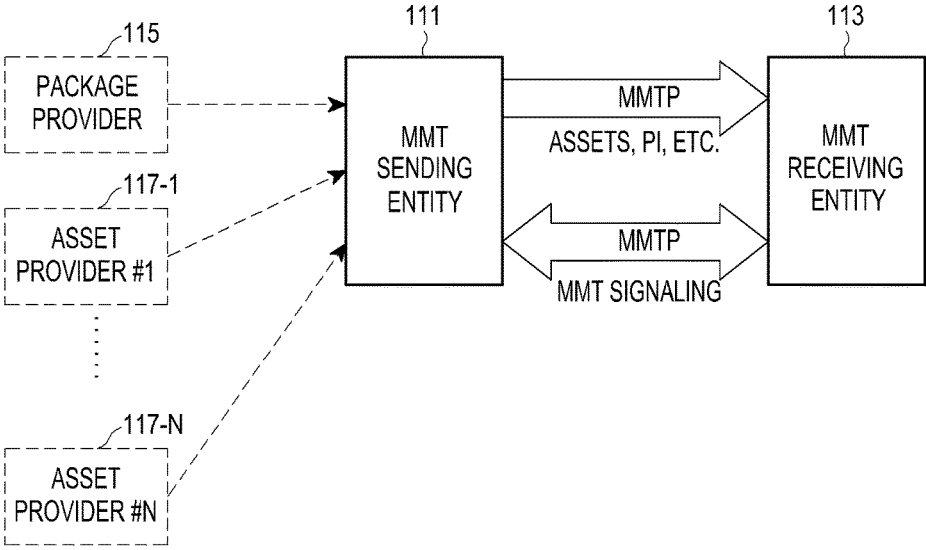 115
PACKAGE
PROVIDER
117-1
ASSET
PROVIDER #1
117-N
ASSET
PROVIDER #N
111
MMT
SENDING
ENTITY
MMTP
ASSETS, PI, ETC.
MMTP
MMT SIGNALING
113
MMT
RECEIVING
ENTITY